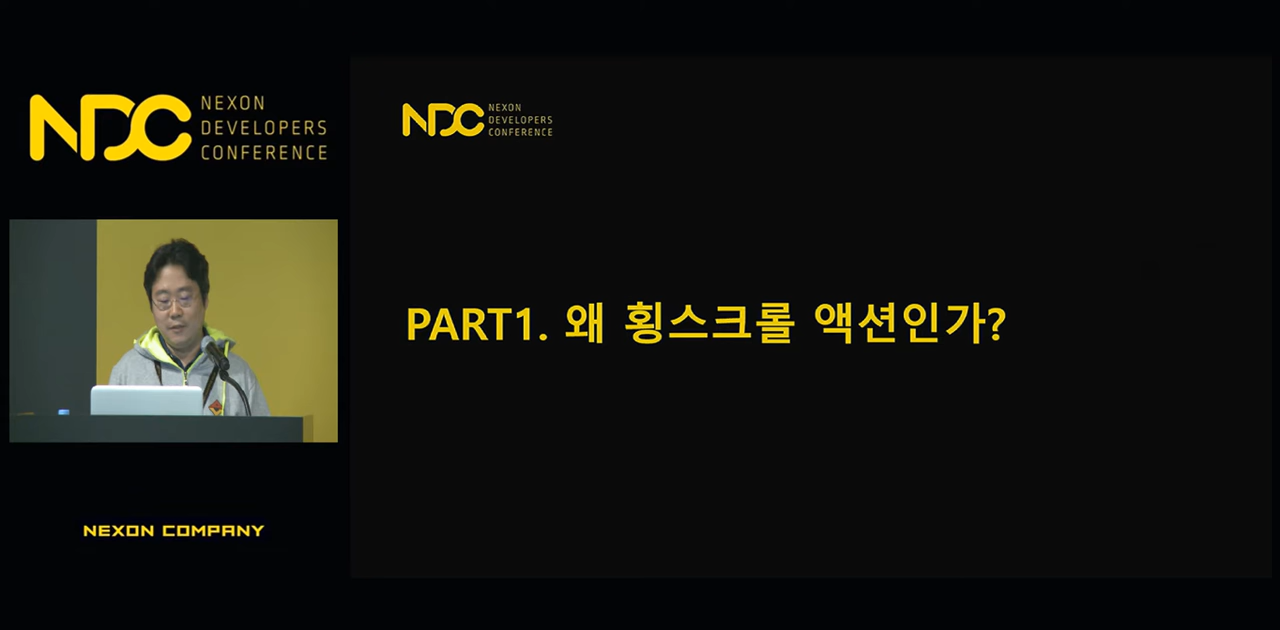 NDC
NEXON
DEVELOPERS
CONFERENCE
NDC
NEXON
DEVELOPERS
CONFERENCE
PART1. 왜 횡스크롤 액션인가?
NEXON COMPANY